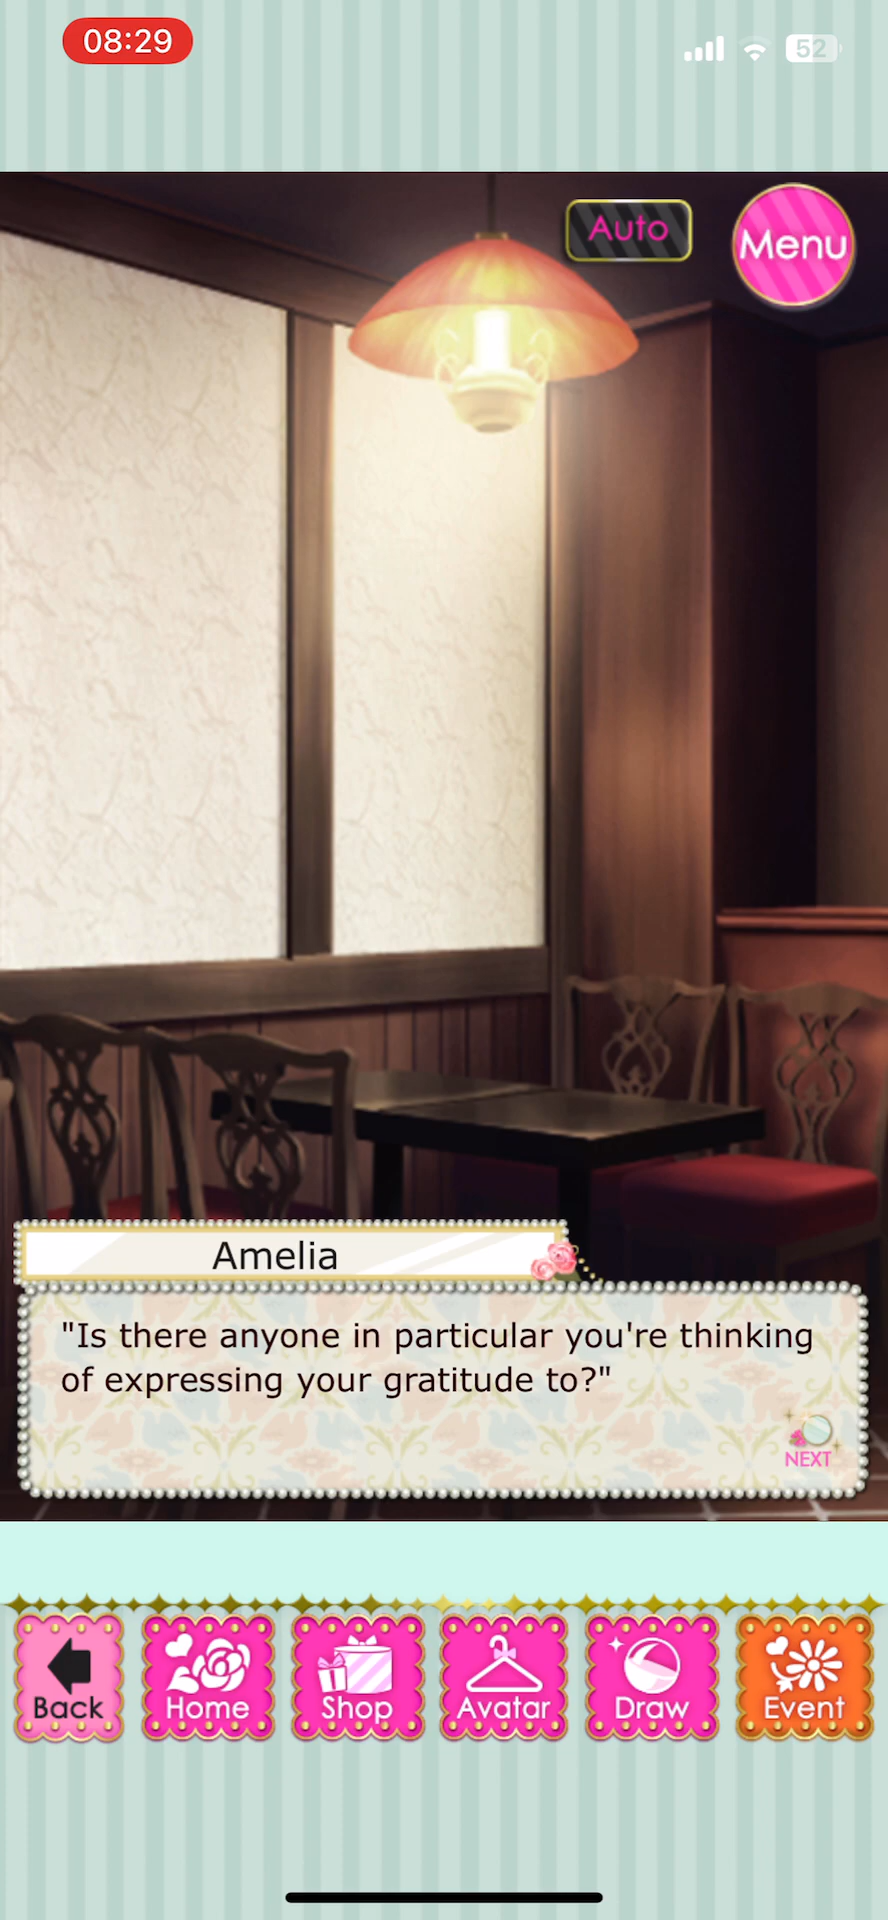 08:29
52
Auto
Menu
Amelia
"Is there anyone in particular you're thinking
of expressing your gratitude to?"
NEXT
Back
Home
Shop
Avatar
Draw
Event